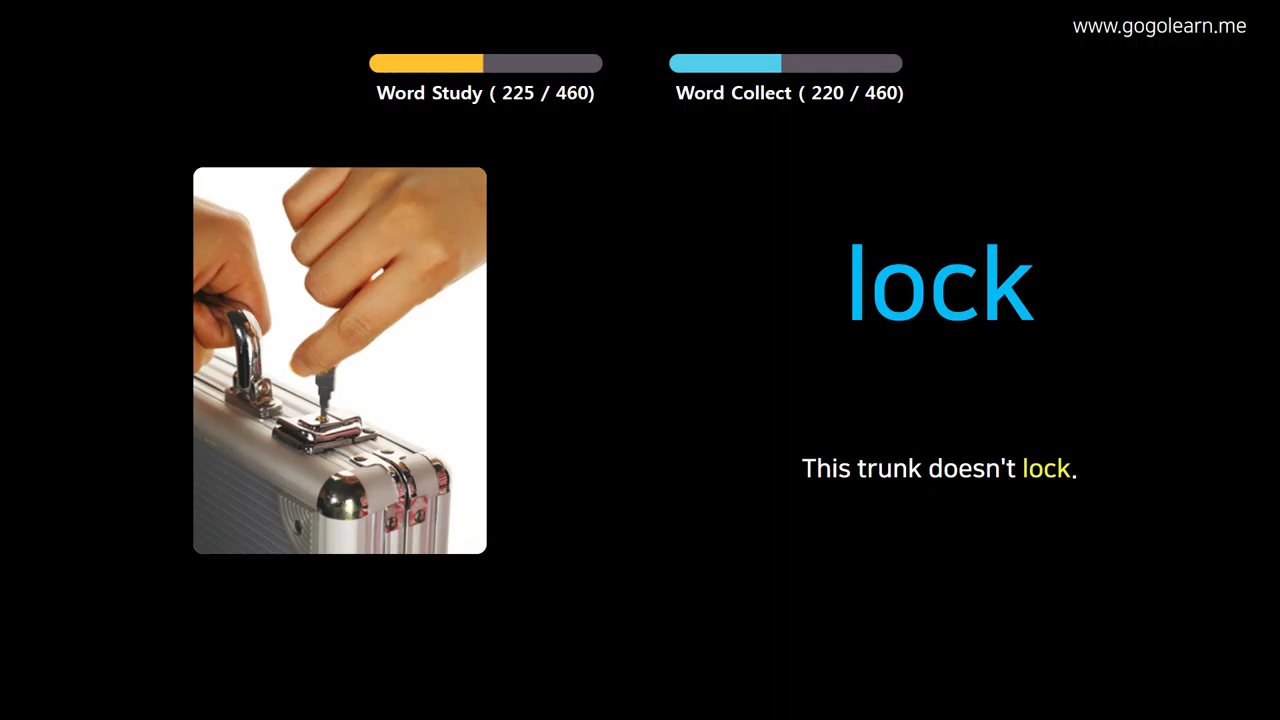 www.gogolearn.me
Word Study ( 225 / 460)
Word Collect ( 220 / 460)
lock
This trunk doesn't lock.